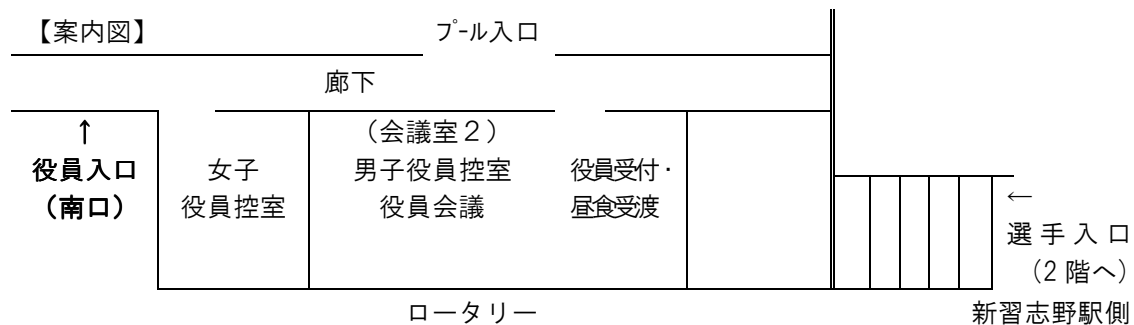 【案内図】
プール入口
廊下
↑
役員入口
（南口）
女子
役員控室
（会議室２）
男子役員控室
役員会議
役員受付・
昼食受渡
←
選手入口
（2階へ）
ロータリー
新習志野駅側